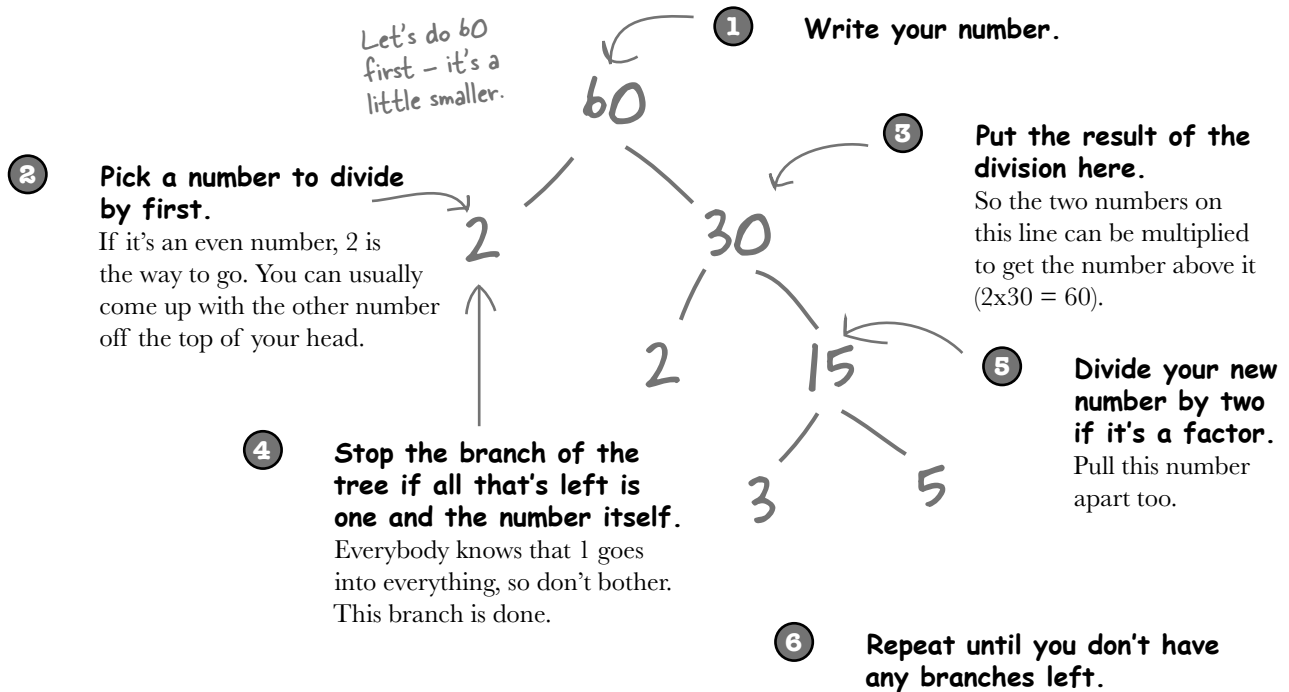 Let's do 60
first – it's a
little smaller.
1 Write your number.
60
2 Pick a number to divide
by first.
If it's an even number, 2 is
the way to go. You can usually
come up with the other number
off the top of your head.
3 Put the result of the
division here.
So the two numbers on
this line can be multiplied
to get the number above it
(2x30 = 60).
2 30
2 15
4 Stop the branch of the
tree if all that's left is
one and the number itself.
Everybody knows that 1 goes
into everything, so don't bother.
This branch is done.
5 Divide your new
number by two
if it's a factor.
Pull this number
apart too.
3 5
6 Repeat until you don't have
any branches left.